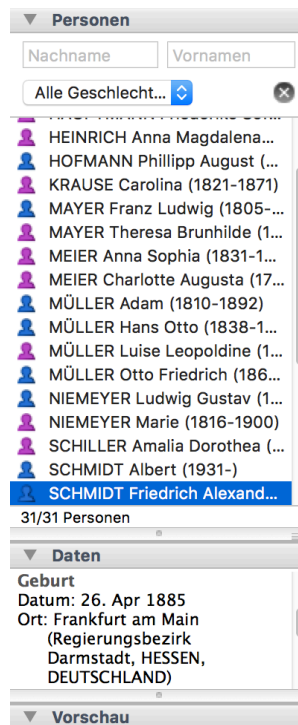 Personen
Nachname Vornamen
Alle Geschlecht...
HEINRICH Anna Magdalena...
HOFMANN Phillipp August (...
KRAUSE Carolina (1821-1871)
MAYER Franz Ludwig (1805-...
MAYER Theresa Brunhilde (1...
MEIER Anna Sophia (1831-1...
MEIER Charlotte Augusta (17...
MÜLLER Adam (1810-1892)
MÜLLER Hans Otto (1838-1...
MÜLLER Luise Leopoldine (1...
MÜLLER Otto Friedrich (186...
NIEMEYER Ludwig Gustav (1...
NIEMEYER Marie (1816-1900)
SCHILLER Amalia Dorothea (...
SCHMIDT Albert (1931-)
SCHMIDT Friedrich Alexand...
31/31 Personen
Daten
Geburt
Datum: 26. Apr 1885
Ort: Frankfurt am Main
(Regierungsbezirk
Darmstadt, HESSEN,
DEUTSCHLAND)
Vorschau